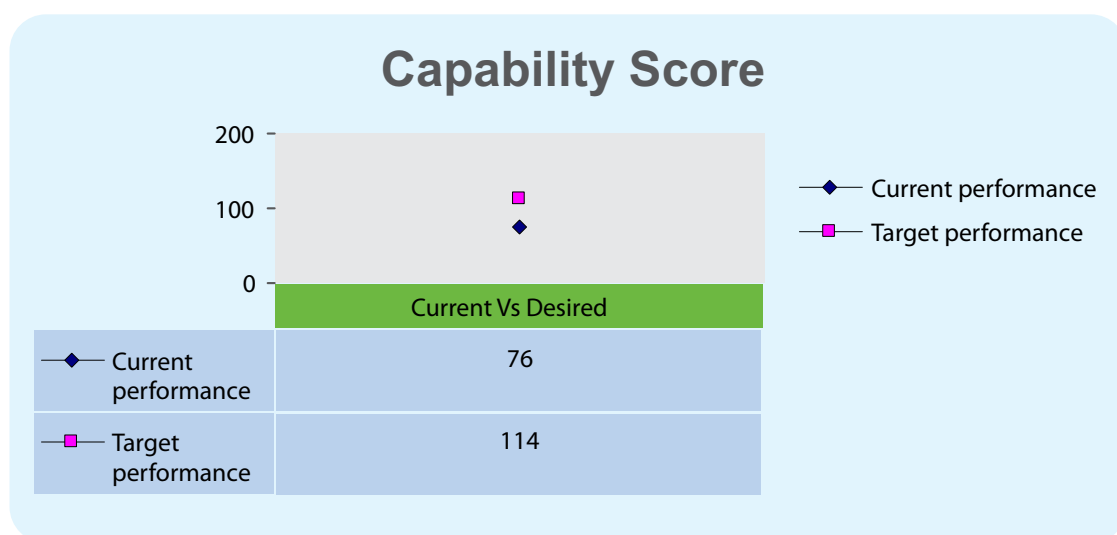 Capability Score
200
100
0
Current performance
Target performance
Current Vs Desired
Current
performance
76
Target
performance
114